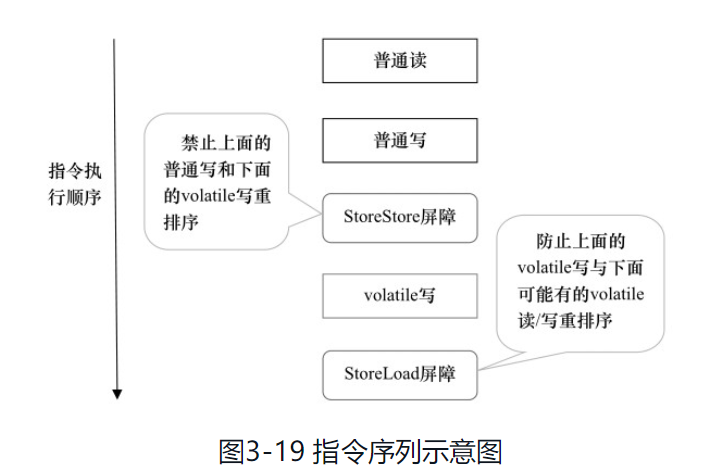 普通读
普通写
禁止上面的
普通写和下面
的volatile写重
排序
指令执
行顺序
StoreStore屏障
防止上面的
volatile写与下面
可能有的volatile
读/写重排序
volatile写
StoreLoad屏障
图3-19 指令序列示意图